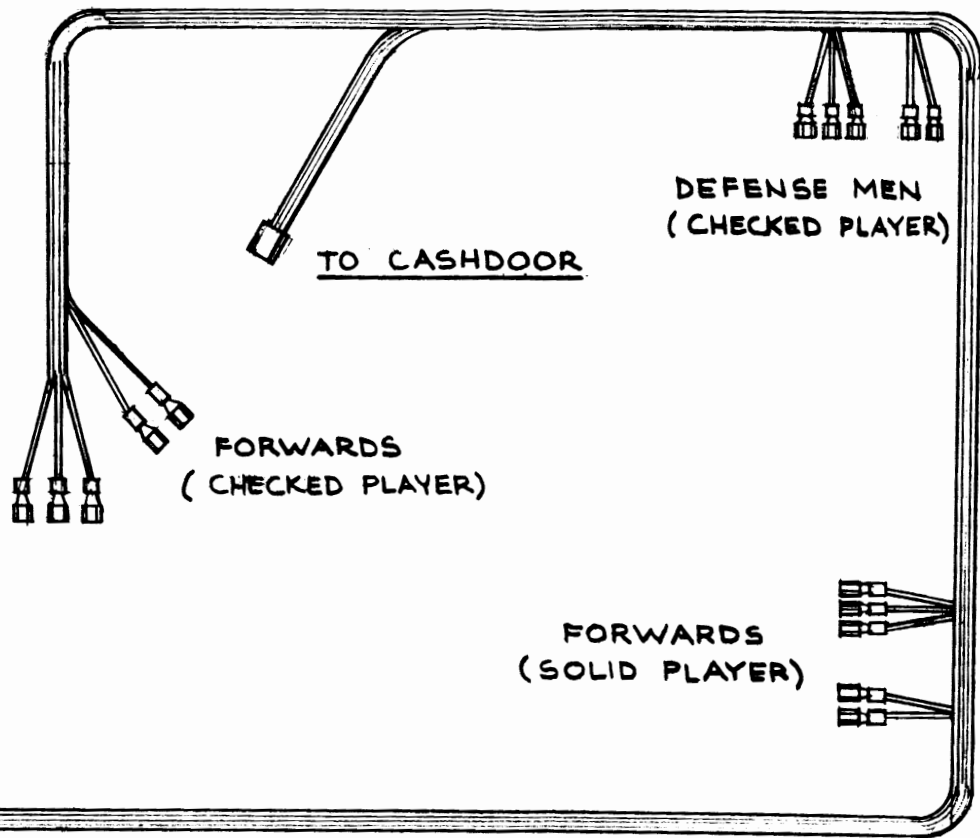 DEFENSE MEN
(CHECKED PLAYER)
TO CASHDOOR
FORWARDS
(CHECKED PLAYER)
FORWARDS
(SOLID PLAYER)